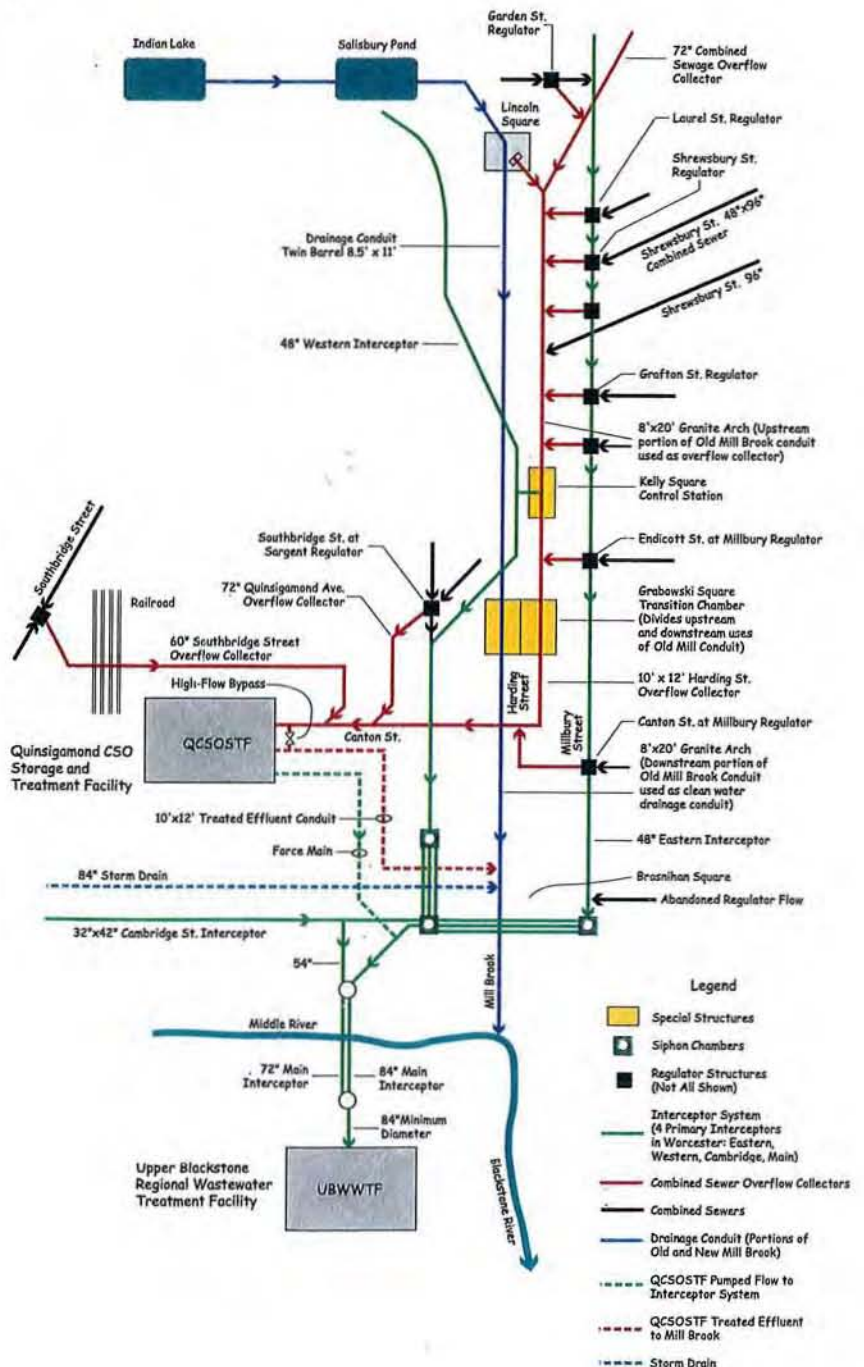 Garden St.
Regulator
Indian Lake
Salisbury Pond
72" Combined
Sewage Overflow
Collector
Lincoln
Square
Laurel St. Regulator
Shrewsbury St.
Regulator
Shrewsbury St. 48"x96"
Combined Sewer
Drainage Conduit
Twin Barrel 8.5' x 11'
Shrewsbury St. 96"
48" Western Interceptor
Grafton St. Regulator
8'x20' Granite Arch (Upstream
portion of Old Mill Brook conduit
used as overflow collector)
Kelly Square
Control Station
Southbridge Street
Southbridge St. at
Sargent Regulator
Endicott St. at Millbury Regulator
Railroad
72" Quinsigamond Ave.
Overflow Collector
Grabowski Square
Transition Chamber
(Divides upstream
and downstream uses
of Old Mill Conduit)
60" Southbridge Street
Overflow Collector
High-Flow Bypass
Harding
Street
10' x 12' Harding St.
Overflow Collector
Millbury
Street
Canton St. at Millbury Regulator
QCSOSTF
Canton St.
Quinsigamond CSO
Storage and
Treatment Facility
8'x20' Granite Arch
(Downstream portion of
Old Mill Brook Conduit
used as clean water
drainage conduit)
10'x12' Treated Effluent Conduit
48" Eastern Interceptor
Force Main
84" Storm Drain
Brosnihan Square
Abandoned Regulator Flow
32"x42" Cambridge St. Interceptor
54"
Mill Brook
Middle River
72" Main
Interceptor
84" Main
Interceptor
84"Minimum
Diameter
Upper Blackstone
Regional Wastewater
Treatment Facility
UBWWTF
Blackstone
River
Legend
Special Structures
Siphon Chambers
Regulator Structures
(Not All Shown)
Interceptor System
(4 Primary Interceptors
in Worcester: Eastern,
Western, Cambridge, Main)
Combined Sewer Overflow Collectors
Combined Sewers
Drainage Conduit (Portions of
Old and New Mill Brook)
QCSOSTF Pumped Flow to
Interceptor System
QCSOSTF Treated Effluent
to Mill Brook
Storm Drain